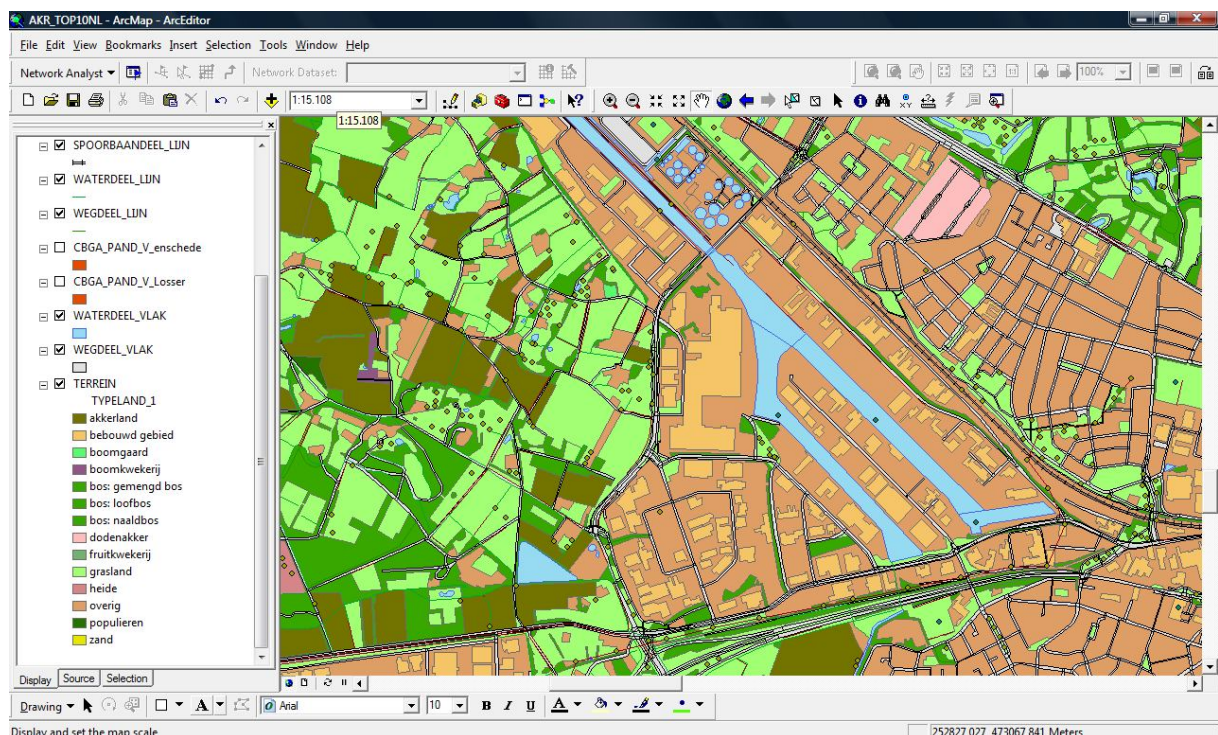 AKR_TOP10NL - ArcMap - ArcEditor
File Edit View Bookmarks Insert Selection Tools Window Help
Network Analyst Network Dataset: 100%
1:15.108
1:15.108
SPOORBAANDEEL_LIJN
WATERDEEL_LIJN
WEGDEEL_LIJN
CBGA_PAND_V_enschede
CBGA_PAND_V_Losser
WATERDEEL_VLAK
WEGDEEL_VLAK
TERREIN
TYPELAND_1
akkerland
bebouwd gebied
boomgaard
boomkwekerij
bos: gemengd bos
bos: loofbos
bos: naaldbos
dodenakker
fruitkwekerij
grasland
heide
overig
populieren
zand
Display Source Selection
Drawing A Arial 10 B I U A
Display and set the map scale 252827,027 473067,841 Meters